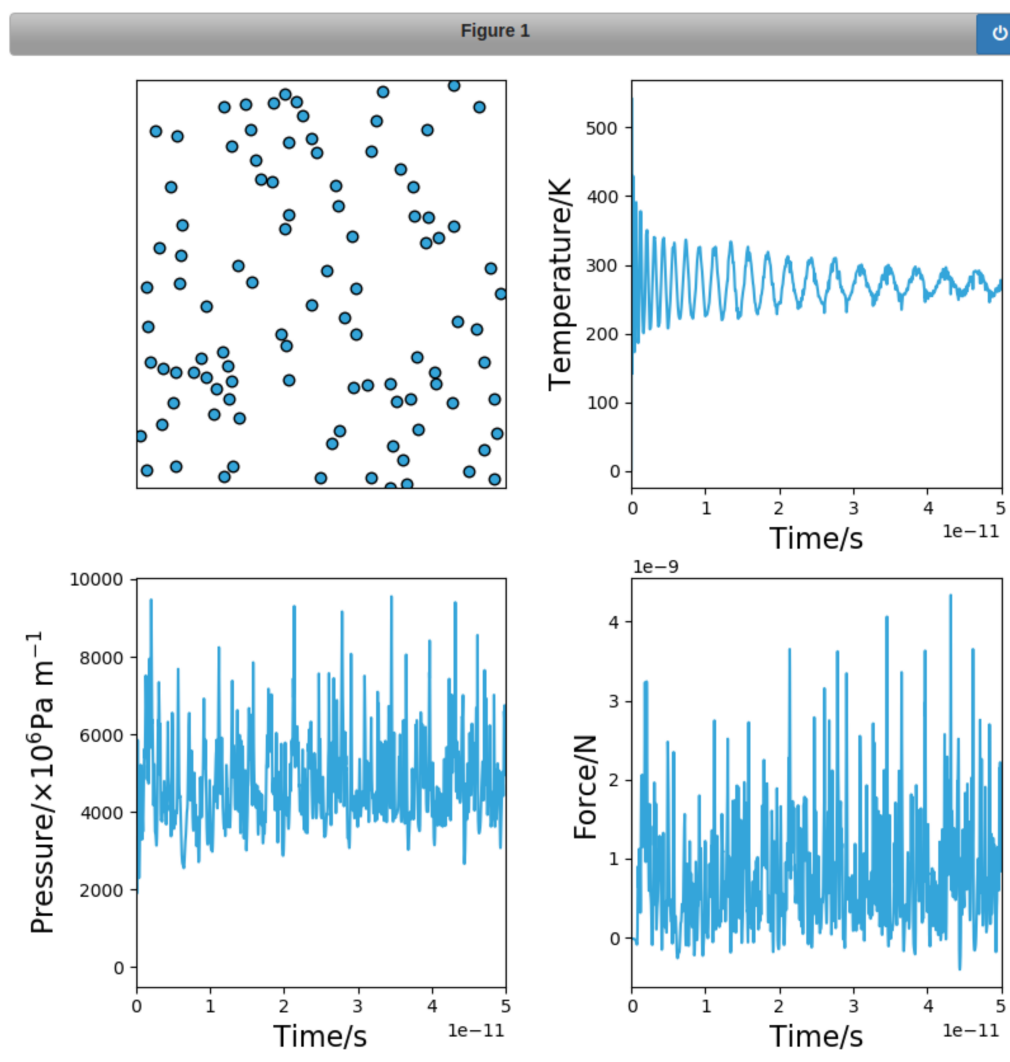 Figure 1
500
400
300
200
100
0
Temperature/K
0 1 2 3 4 5
1e−11
Time/s
10000
8000
6000
4000
2000
0
Pressure/×10⁶Pa m⁻¹
0 1 2 3 4 5
1e−11
Time/s
1e−9
4
3
2
1
0
Force/N
0 1 2 3 4 5
1e−11
Time/s